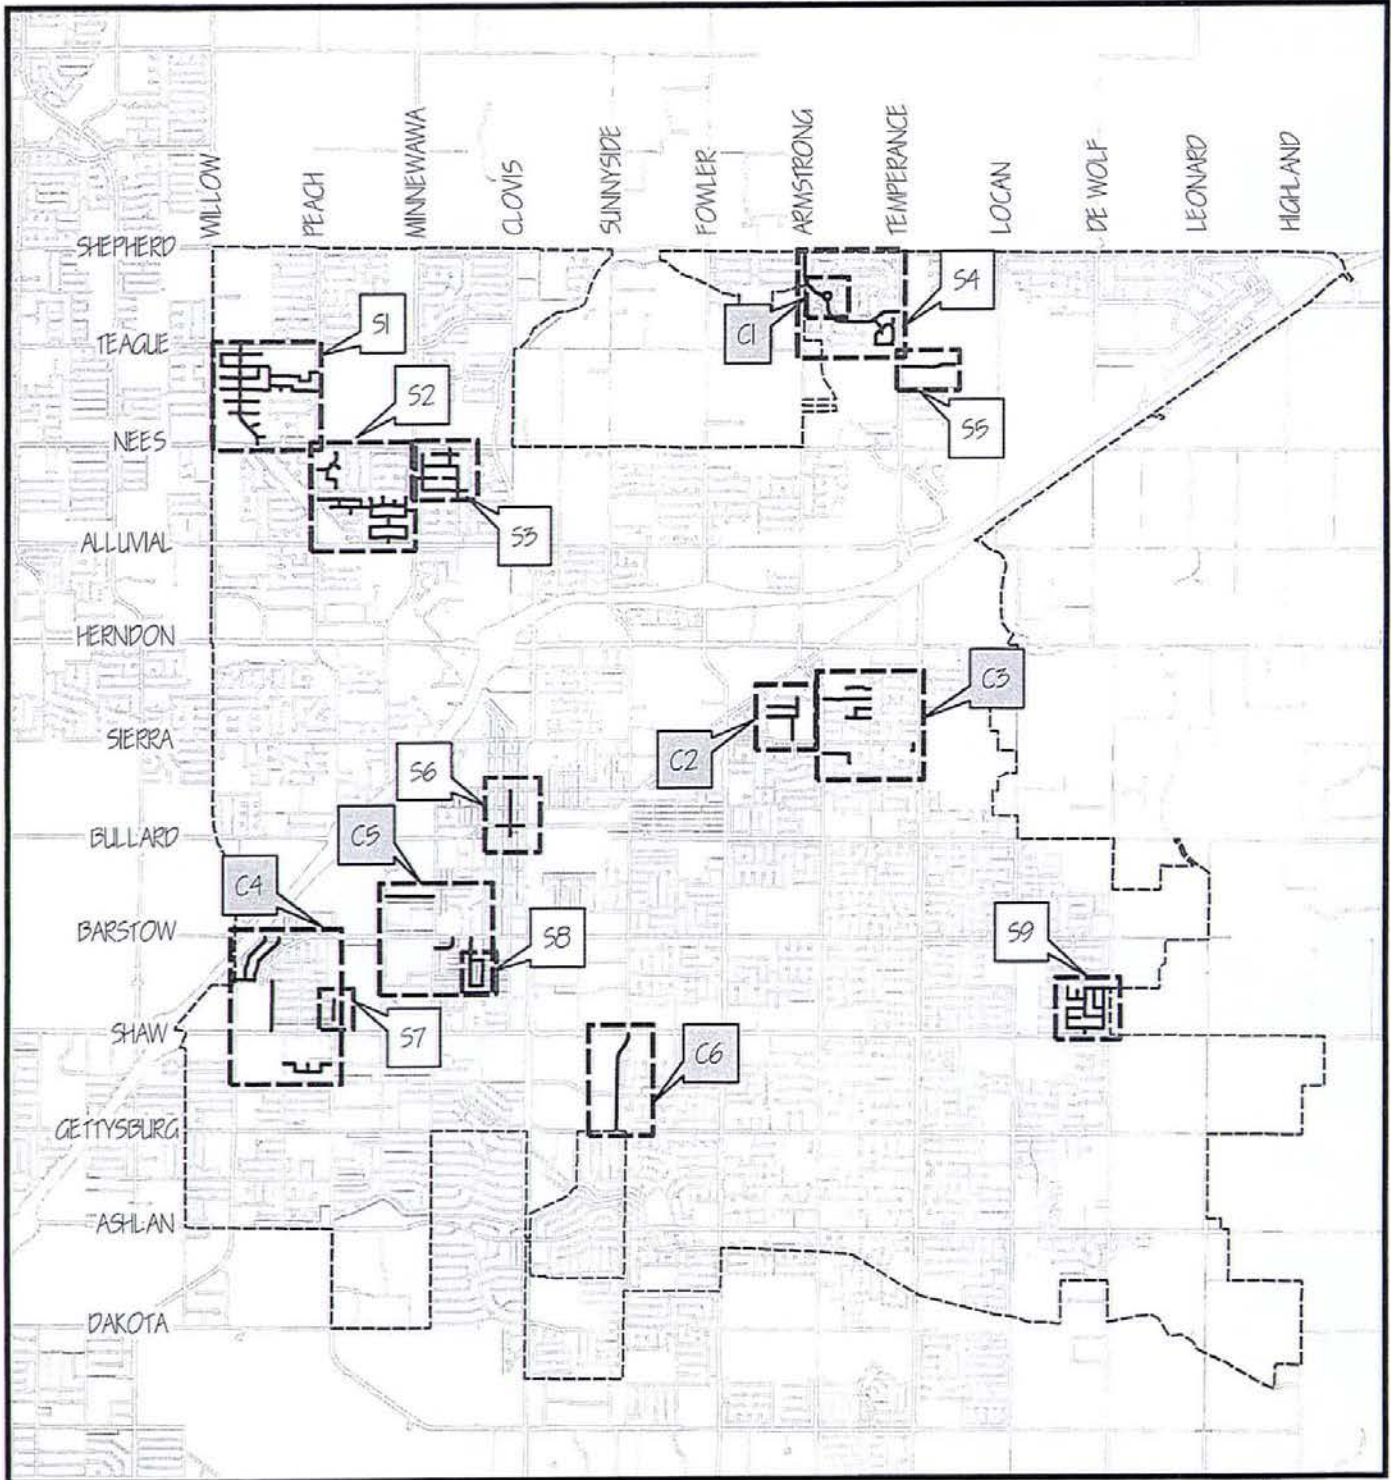 WILLOW
PEACH
MINNEWAWA
CLOVIS
SUNNYSIDE
FOWLER
ARMSTRONG
TEMPERANCE
LOCAN
DE WOLF
LEONARD
HIGHLAND
SHEPHERD
S4
S1
C1
TEAGUE
S2
S5
NEES
S3
ALLUVIAL
HERNDON
C3
SIERRA
C2
S6
BULLARD
C5
C4
BARSTOW
S8
S9
SHAW
S7
C6
GETTYSBURG
ASHLAN
DAKOTA